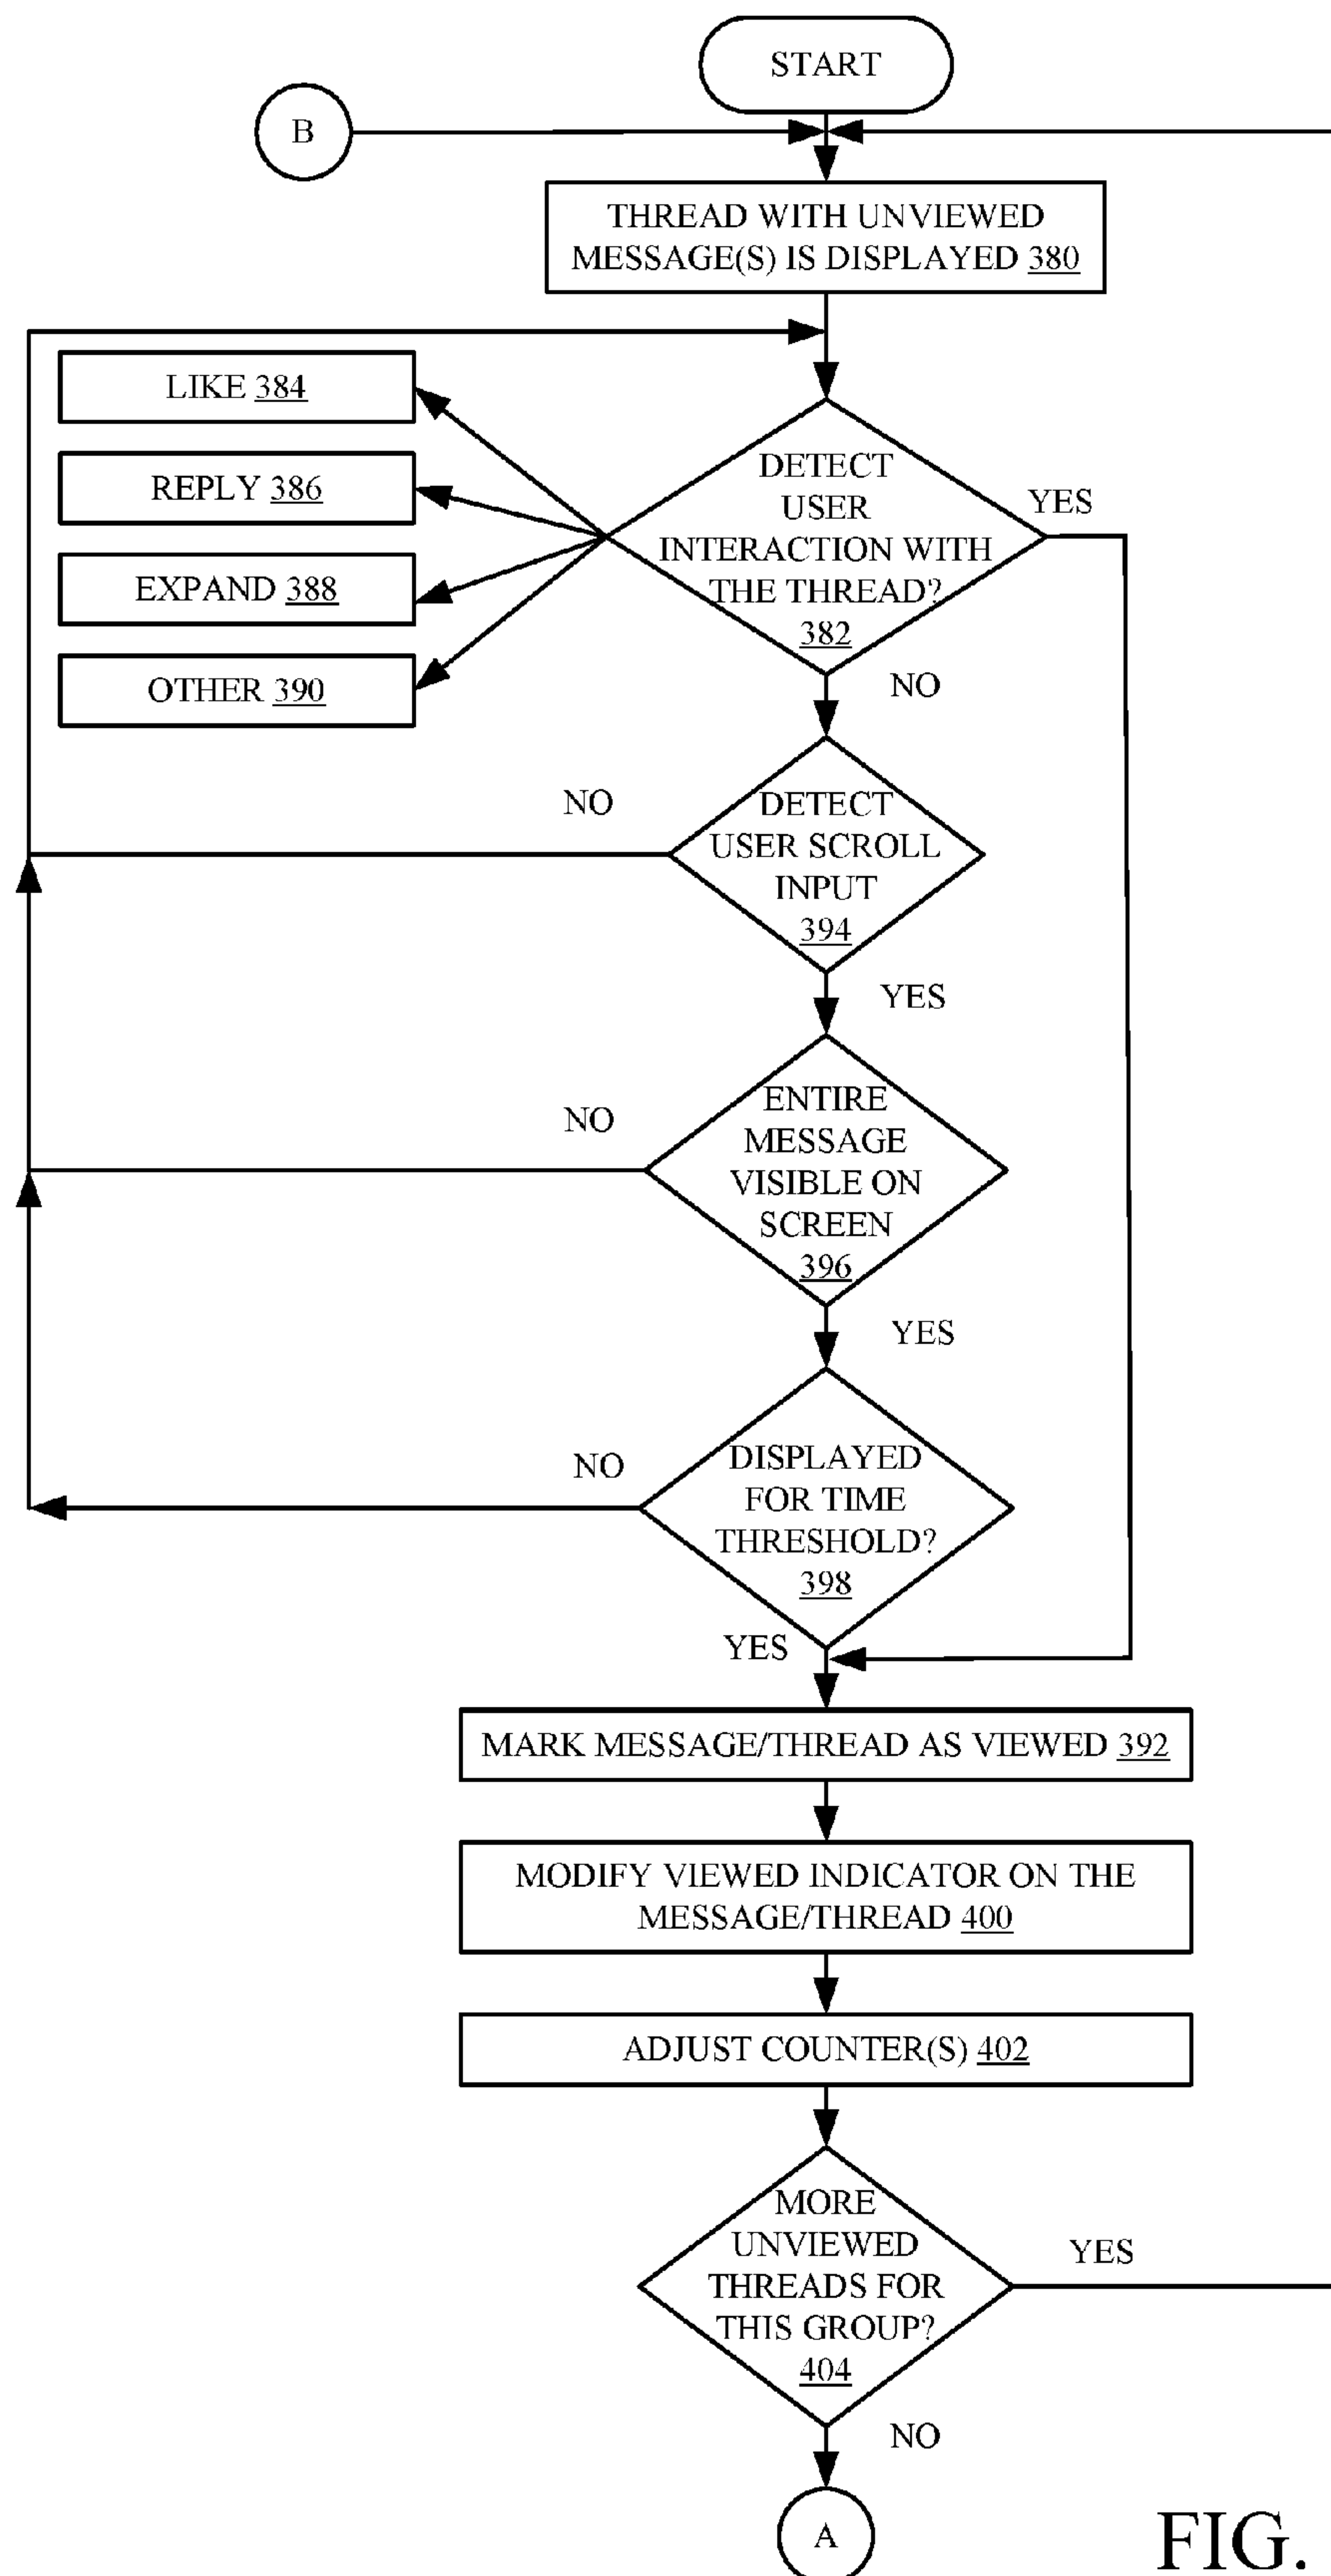 START
B
THREAD WITH UNVIEWED
MESSAGE(S) IS DISPLAYED 380
LIKE 384
REPLY 386
EXPAND 388
OTHER 390
DETECT
USER
INTERACTION WITH
THE THREAD?
382
YES
NO
DETECT
USER SCROLL
INPUT
394
NO
YES
ENTIRE
MESSAGE
VISIBLE ON
SCREEN
396
NO
YES
DISPLAYED
FOR TIME
THRESHOLD?
398
NO
YES
MARK MESSAGE/THREAD AS VIEWED 392
MODIFY VIEWED INDICATOR ON THE
MESSAGE/THREAD 400
ADJUST COUNTER(S) 402
MORE
UNVIEWED
THREADS FOR
THIS GROUP?
404
YES
NO
A
FIG.